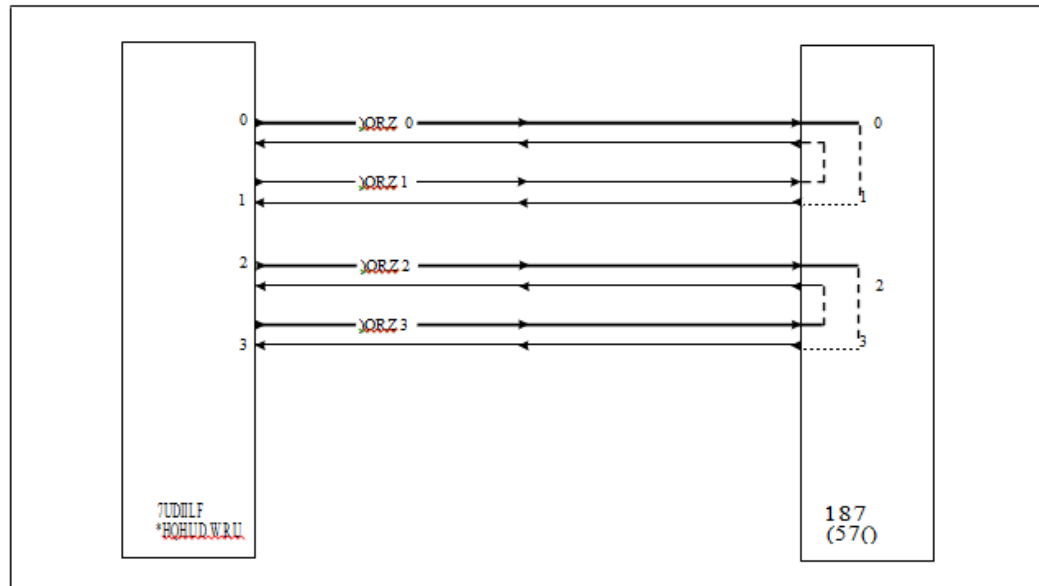 0 )ORZ 0 0
)ORZ 1
1 1
2 )ORZ 2
2
)ORZ 3
3 3
7UDIILF
*HQHUD.W.R.U
187
(57()